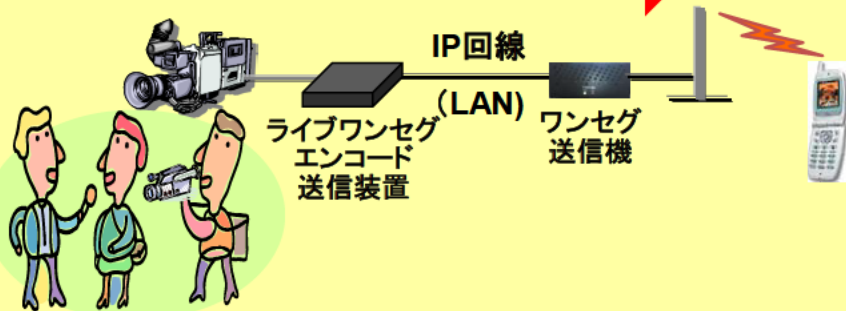 IP回線
(LAN)
ライブワンセグ
エンコード
送信装置
ワンセグ
送信機